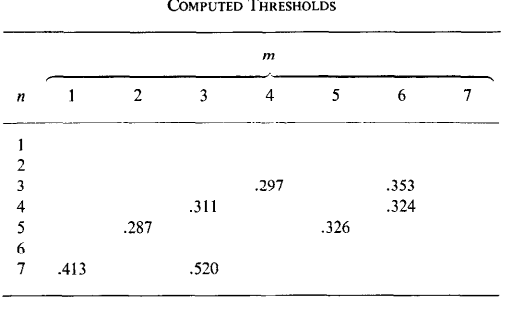 COMPUTED THRESHOLDS
m
n 1 2 3 4 5 6 7
1
2
3 .297 .353
4 .311 .324
5 .287 .326
6
7 .413 .520